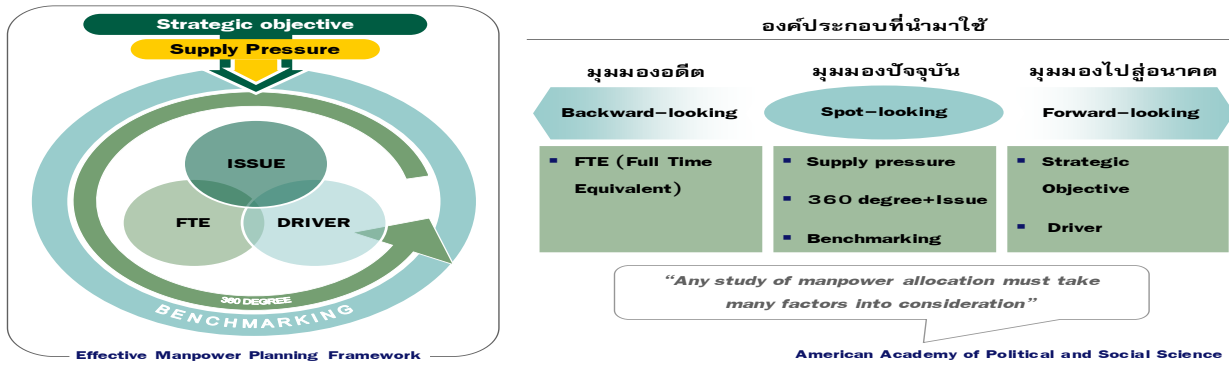 Strategic objective
Supply Pressure
ISSUE
FTE
DRIVER
360 DEGREE
BENCHMARKING
Effective Manpower Planning Framework
องค์ประกอบที่นำมาใช้
มุมมองอดีต
มุมมองปัจจุบัน
มุมมองไปสู่อนาคต
Backward-looking
Spot-looking
Forward-looking
▪ FTE (Full Time
Equivalent)
▪ Supply pressure
▪ 360 degree+Issue
▪ Benchmarking
▪ Strategic
Objective
▪ Driver
“Any study of manpower allocation must take
many factors into consideration”
American Academy of Political and Social Science